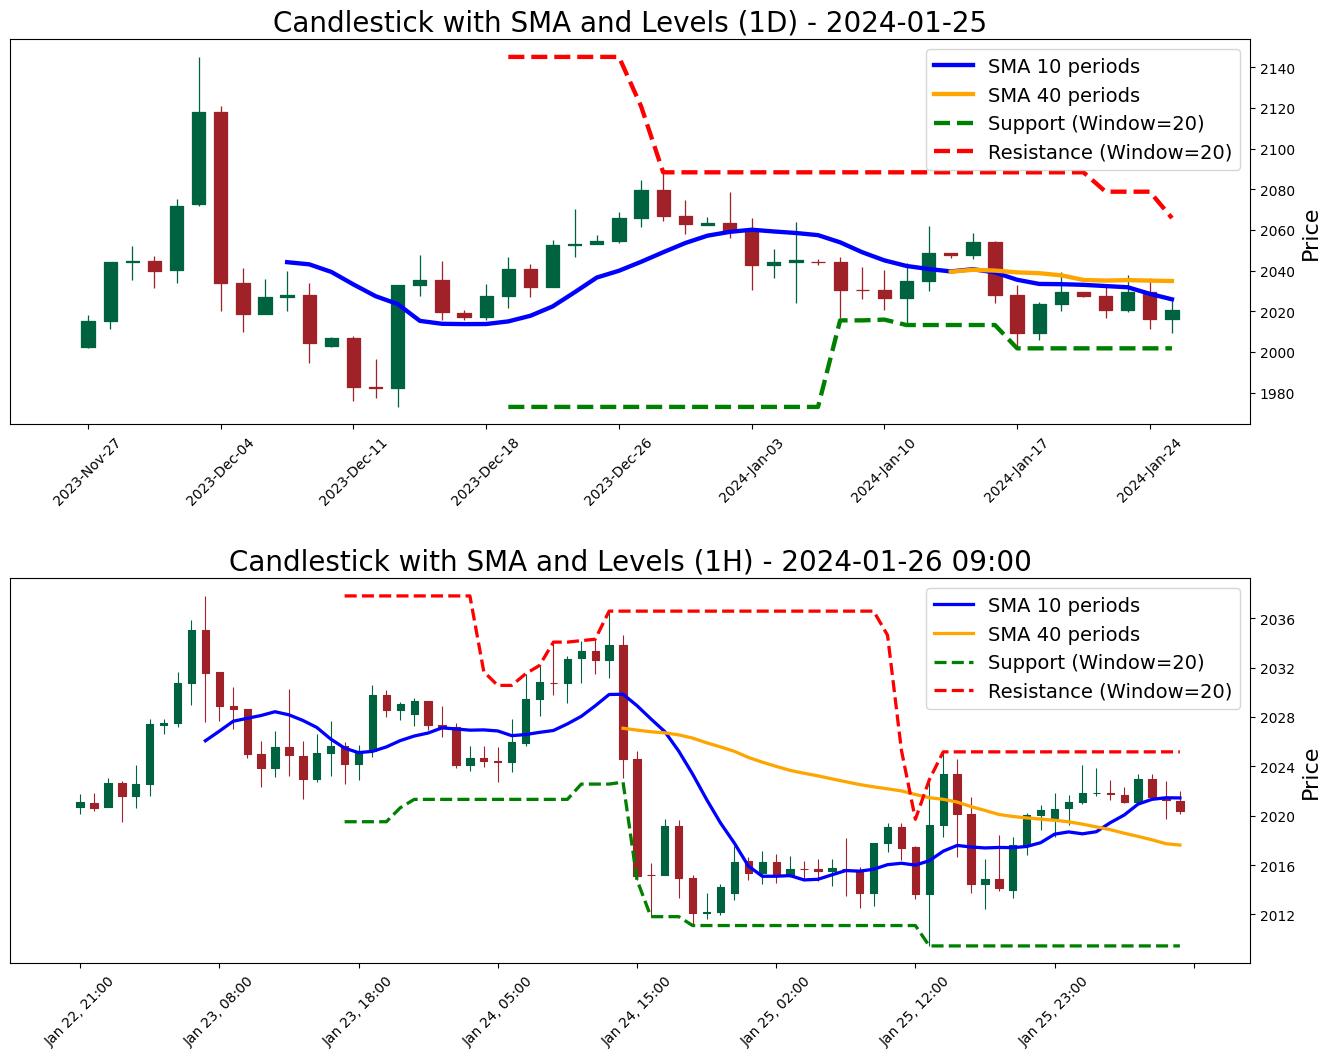 Candlestick with SMA and Levels (1D) - 2024-01-25
SMA 10 periods
SMA 40 periods
Support (Window=20)
Resistance (Window=20)
2140
2120
2100
2080
2060
2040
2020
2000
1980
Price
2023-Nov-27
2023-Dec-04
2023-Dec-11
2023-Dec-18
2023-Dec-26
2024-Jan-03
2024-Jan-10
2024-Jan-17
2024-Jan-24
Candlestick with SMA and Levels (1H) - 2024-01-26 09:00
SMA 10 periods
SMA 40 periods
Support (Window=20)
Resistance (Window=20)
2036
2032
2028
2024
2020
2016
2012
Price
Jan 22, 21:00
Jan 23, 08:00
Jan 23, 18:00
Jan 24, 05:00
Jan 24, 15:00
Jan 25, 02:00
Jan 25, 12:00
Jan 25, 23:00